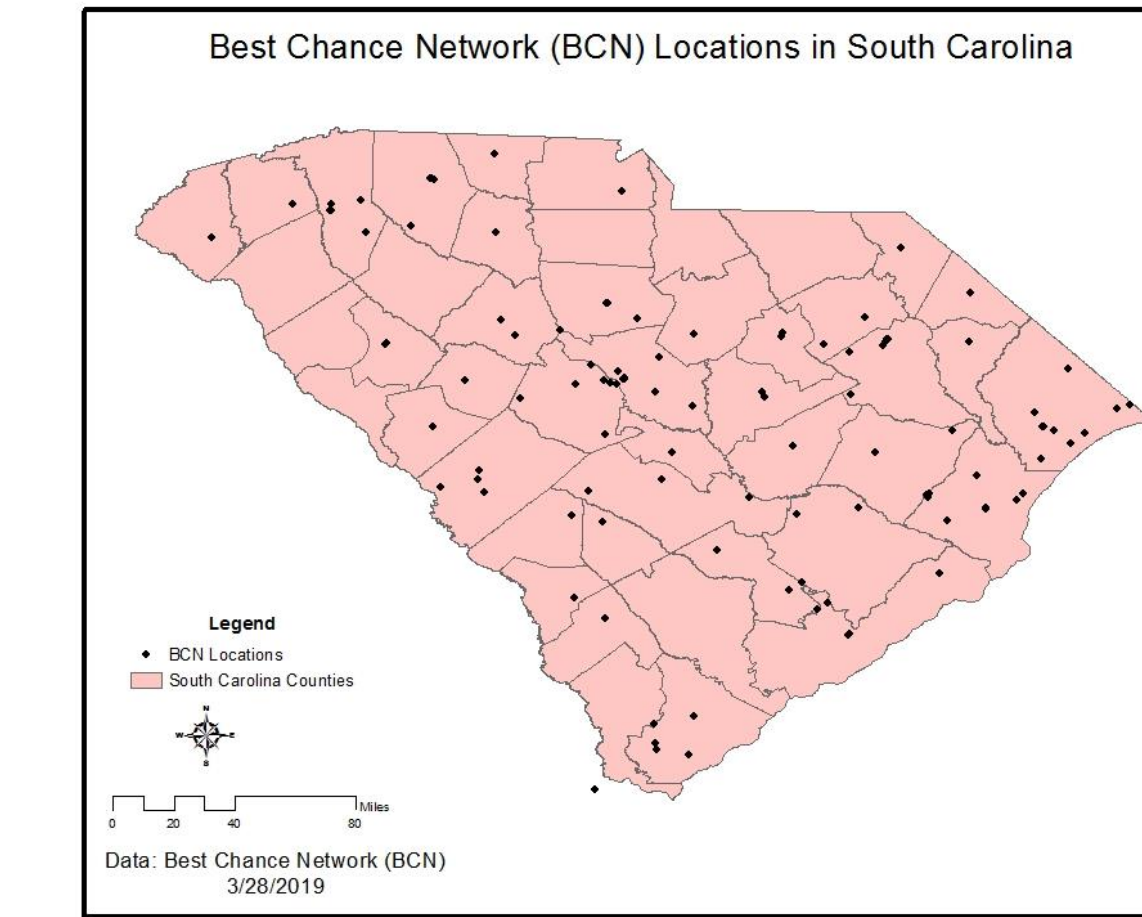 Best Chance Network (BCN) Locations in South Carolina
Legend
BCN Locations
South Carolina Counties
N
W E
S
Miles
0 20 40 80
Data: Best Chance Network (BCN)
3/28/2019